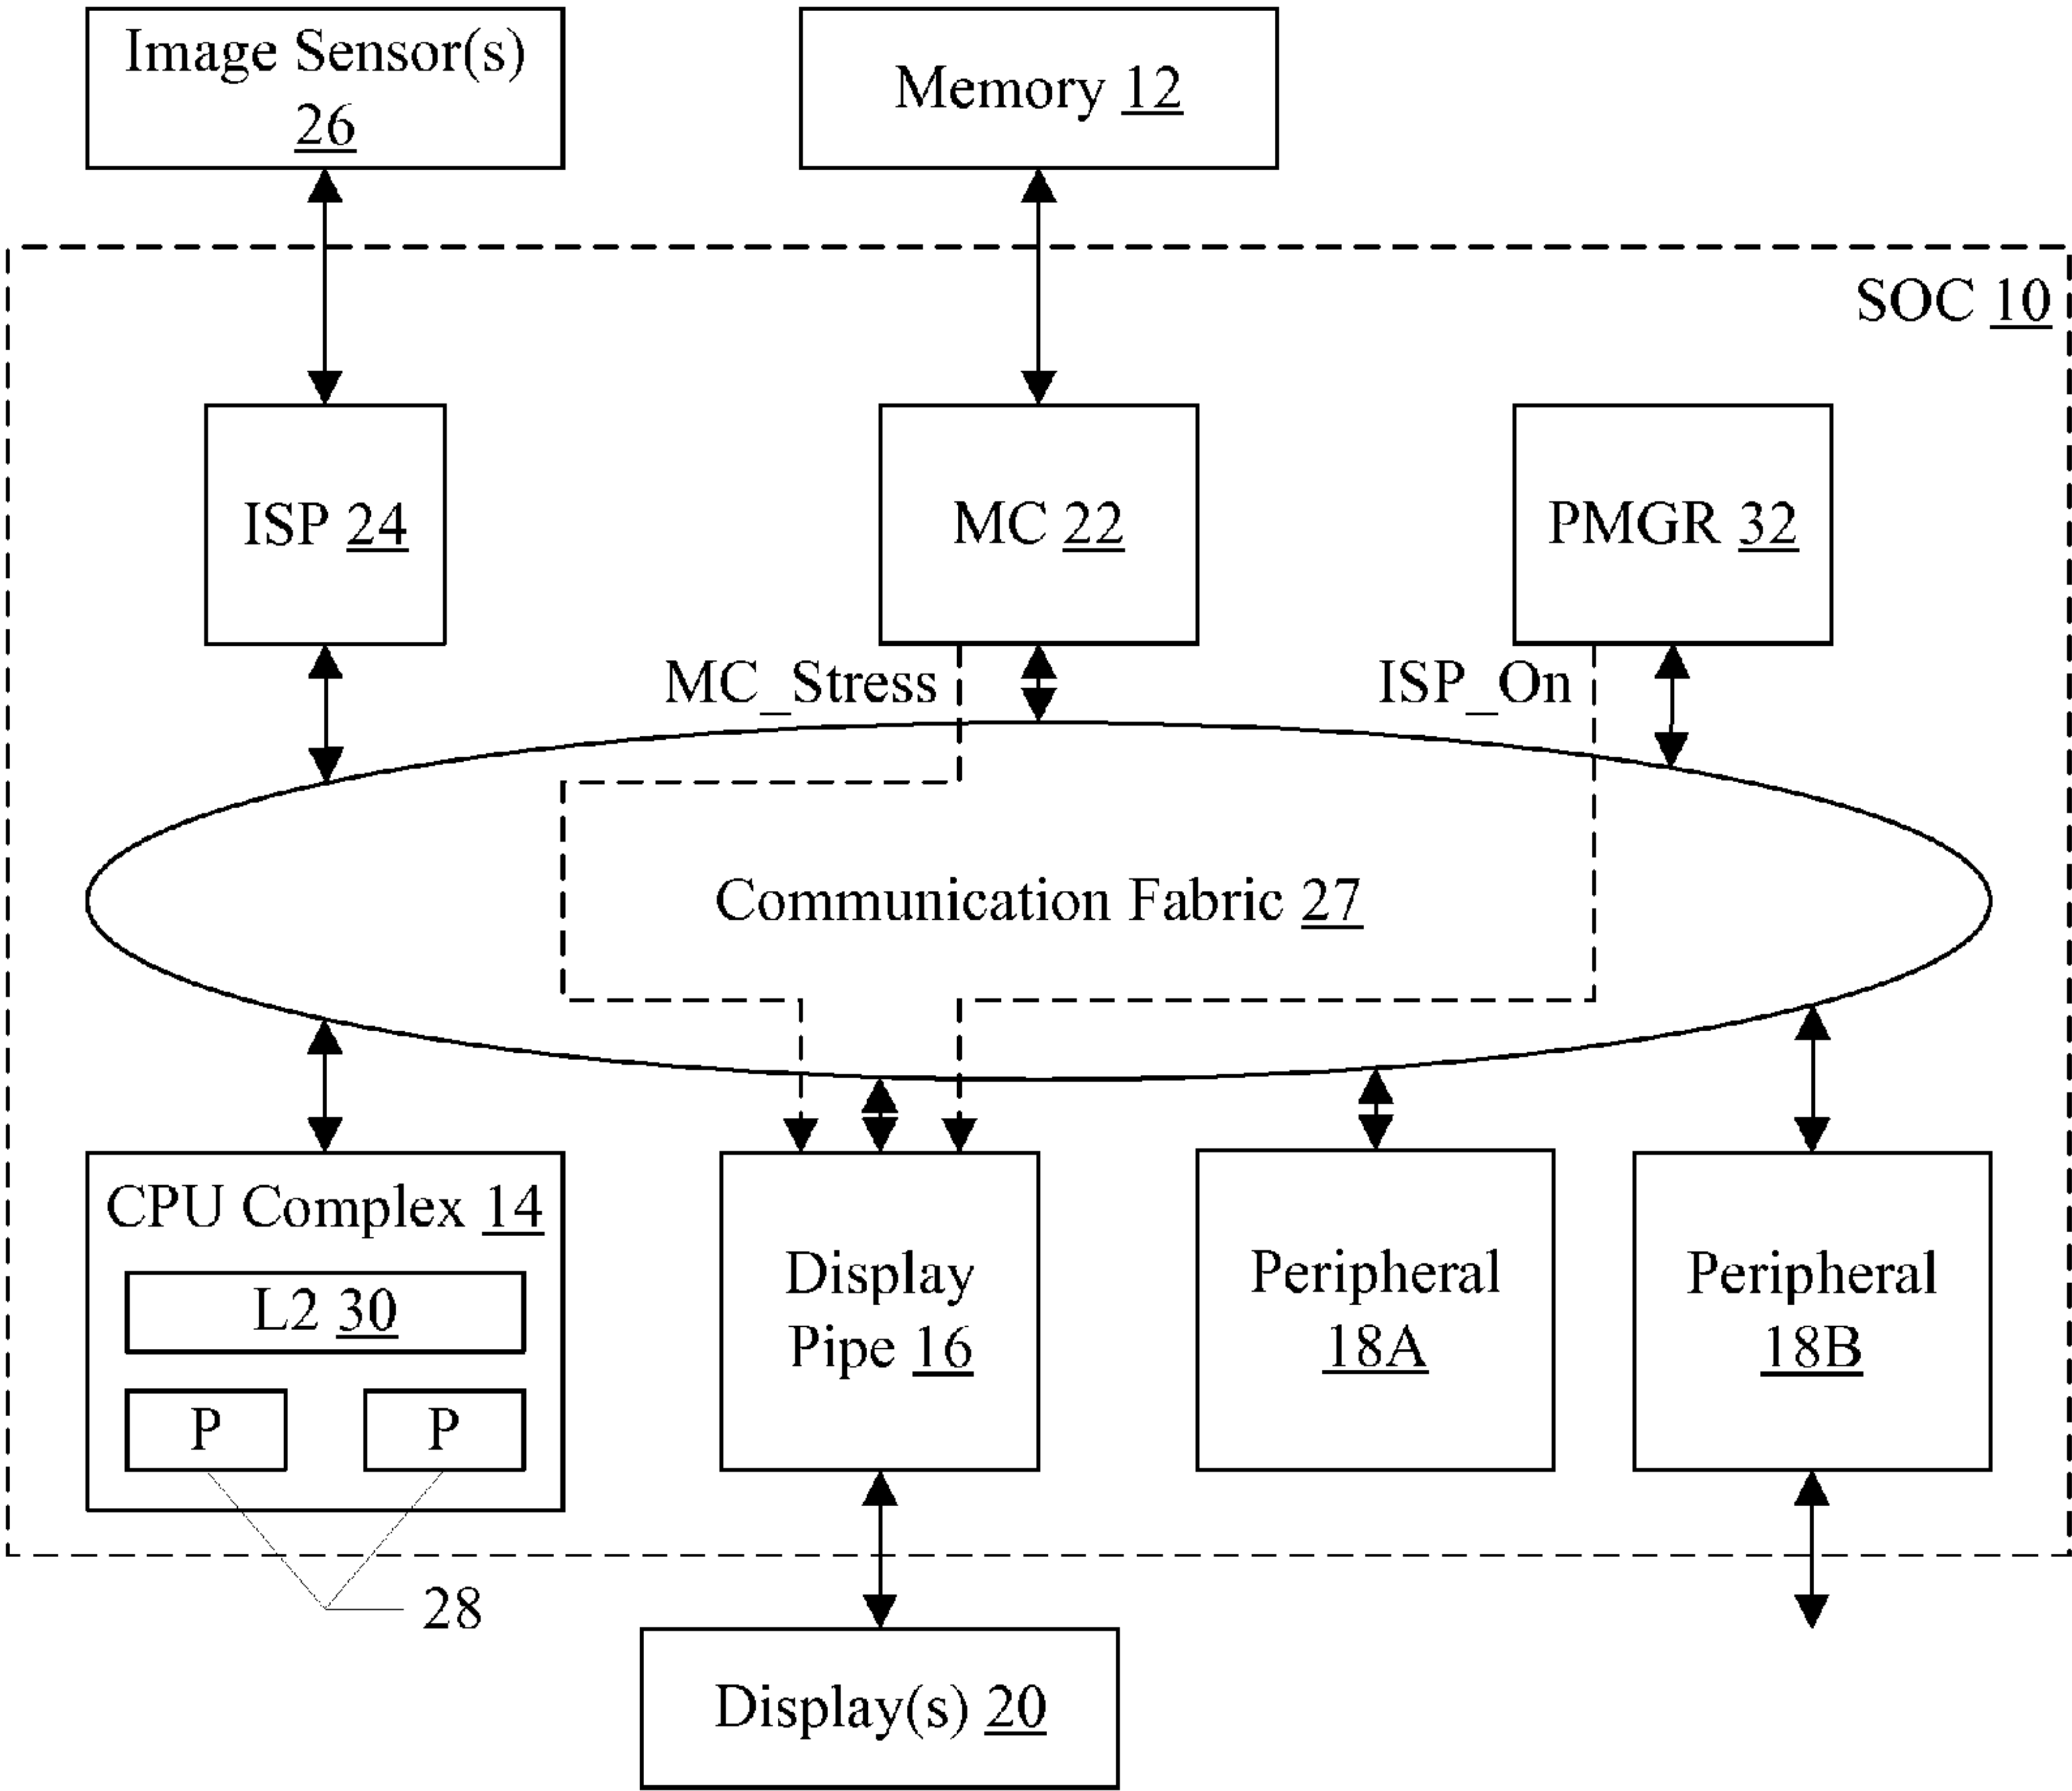 Image Sensor(s)
26
Memory 12
SOC 10
ISP 24
MC 22
PMGR 32
MC_Stress
ISP_On
Communication Fabric 27
CPU Complex 14
L2 30
P
P
Display
Pipe 16
Peripheral
18A
Peripheral
18B
28
Display(s) 20